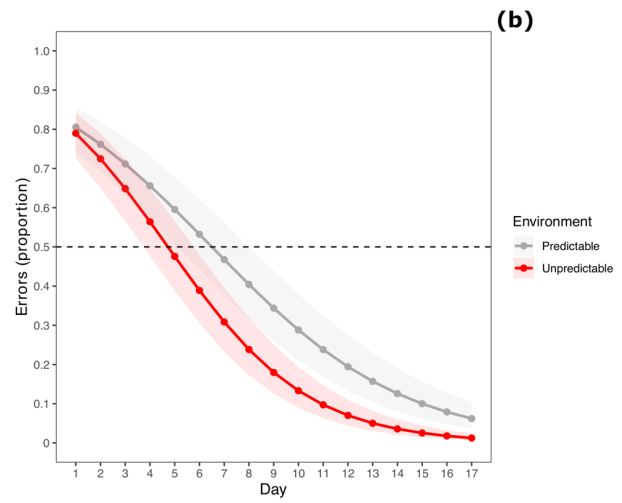 (b)
1.0
0.9
0.8
0.7
0.6
0.5
0.4
0.3
0.2
0.1
0
Errors (proportion)
1 2 3 4 5 6 7 8 9 10 11 12 13 14 15 16 17
Day
Environment
Predictable
Unpredictable